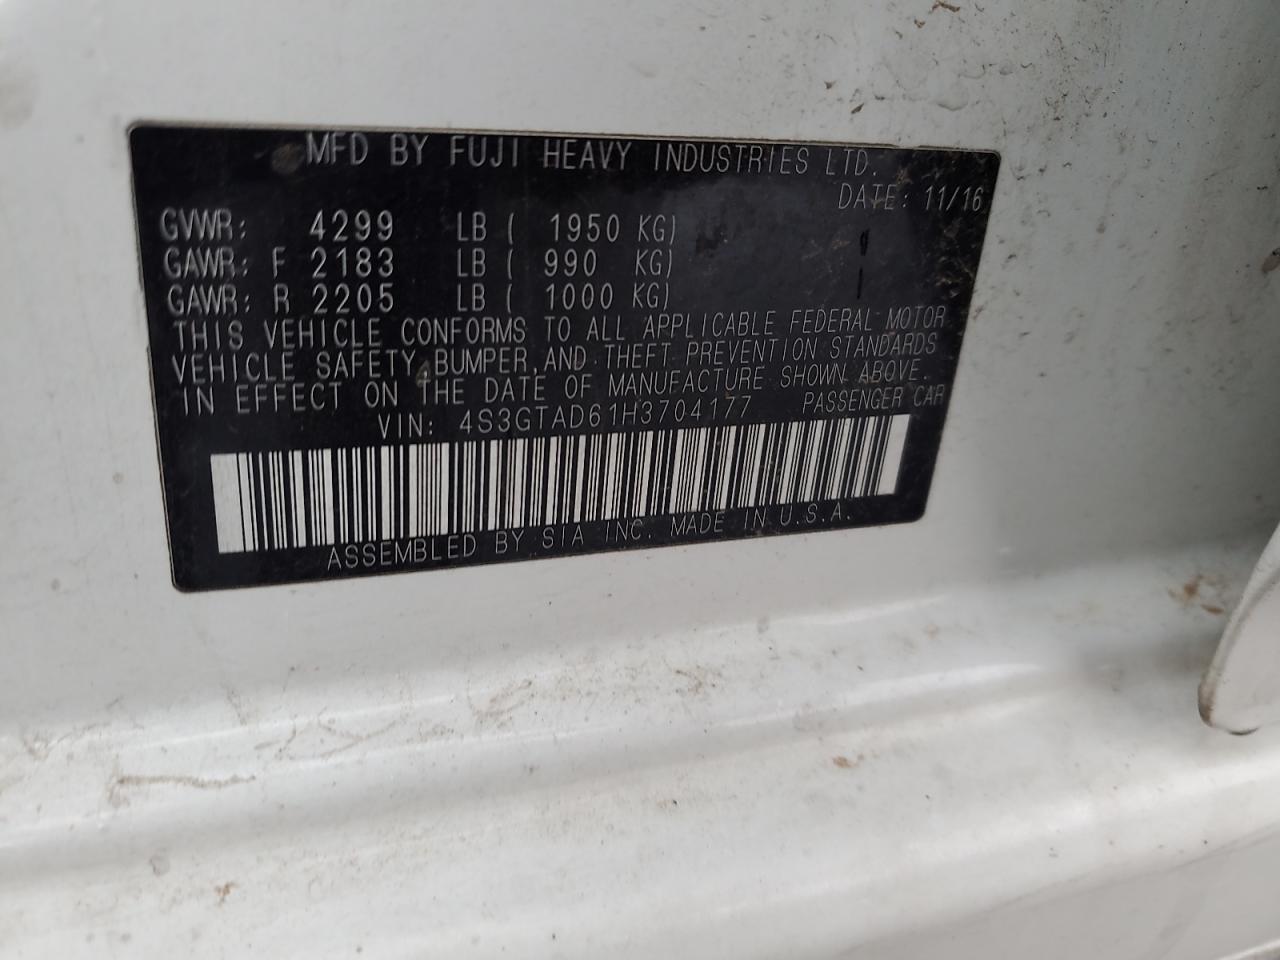 MFD BY FUJI HEAVY INDUSTRIES LTD.
DATE: 11/16
GVWR: 4299 LB ( 1950 KG)
GAWR: F 2183 LB ( 990 KG)
GAWR: R 2205 LB ( 1000 KG)
THIS VEHICLE CONFORMS TO ALL APPLICABLE FEDERAL MOTOR
VEHICLE SAFETY, BUMPER, AND THEFT PREVENTION STANDARDS
IN EFFECT ON THE DATE OF MANUFACTURE SHOWN ABOVE.
VIN: 4S3GTAD61H3704177 PASSENGER CAR
ASSEMBLED BY SIA INC. MADE IN U.S.A.